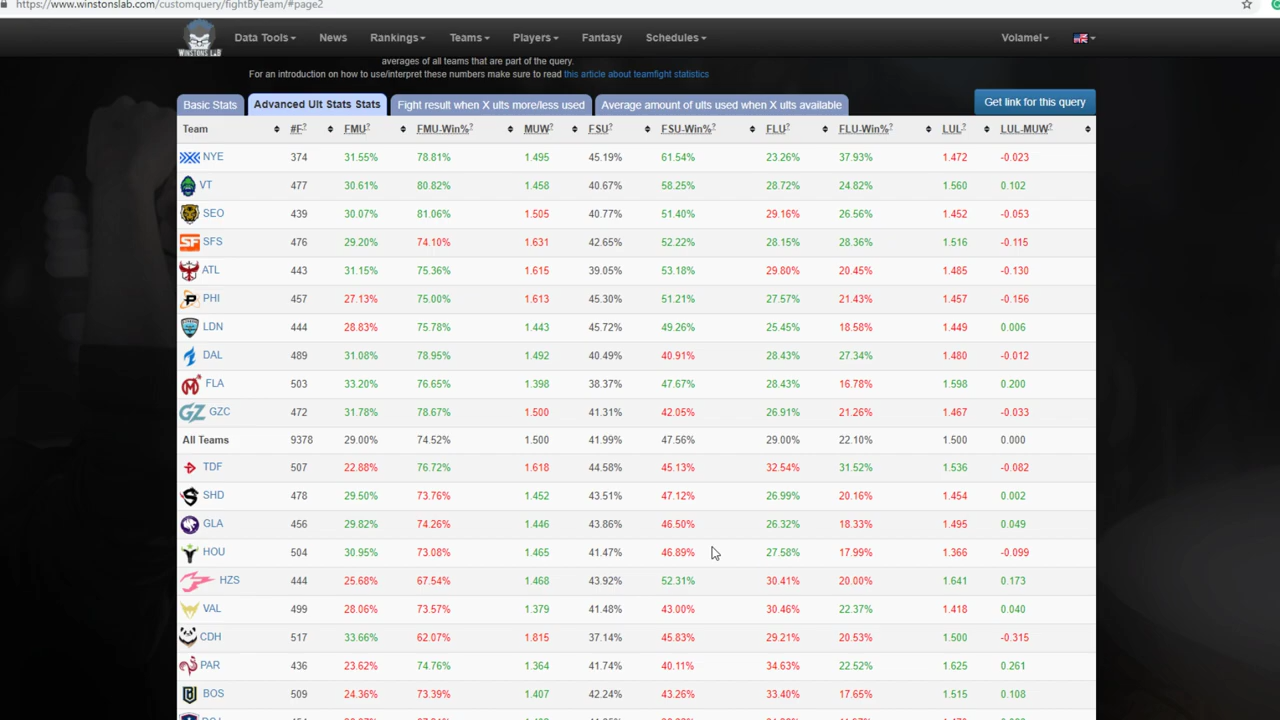 https://www.winstonslab.com/customquery/fightByTeam/#page2
WINSTONS LAB Data Tools News Rankings Teams Players Fantasy Schedules Volamel
averages of all teams that are part of the query.
For an introduction on how to use/interpret these numbers make sure to read this article about teamfight statistics
Basic Stats Advanced Ult Stats Stats Fight result when X ults more/less used Average amount of ults used when X ults available Get link for this query
Team #F? FMU? FMU-Win%? MUW? FSU? FSU-Win%? FLU? FLU-Win%? LUL? LUL-MUW?
NYE 374 31.55% 78.81% 1.495 45.19% 61.54% 23.26% 37.93% 1.472 -0.023
VT 477 30.61% 80.82% 1.458 40.67% 58.25% 28.72% 24.82% 1.560 0.102
SEO 439 30.07% 81.06% 1.505 40.77% 51.40% 29.16% 26.56% 1.452 -0.053
SF SFS 476 29.20% 74.10% 1.631 42.65% 52.22% 28.15% 28.36% 1.516 -0.115
ATL 443 31.15% 75.36% 1.615 39.05% 53.18% 29.80% 20.45% 1.485 -0.130
PHI 457 27.13% 75.00% 1.613 45.30% 51.21% 27.57% 21.43% 1.457 -0.156
LDN 444 28.83% 75.78% 1.443 45.72% 49.26% 25.45% 18.58% 1.449 0.006
DAL 489 31.08% 78.95% 1.492 40.49% 40.91% 28.43% 27.34% 1.480 -0.012
FLA 503 33.20% 76.65% 1.398 38.37% 47.67% 28.43% 16.78% 1.598 0.200
GZ GZC 472 31.78% 78.67% 1.500 41.31% 42.05% 26.91% 21.26% 1.467 -0.033
All Teams 9378 29.00% 74.52% 1.500 41.99% 47.56% 29.00% 22.10% 1.500 0.000
TDF 507 22.88% 76.72% 1.618 44.58% 45.13% 32.54% 31.52% 1.536 -0.082
SHD 478 29.50% 73.76% 1.452 43.51% 47.12% 26.99% 20.16% 1.454 0.002
GLA 456 29.82% 74.26% 1.446 43.86% 46.50% 26.32% 18.33% 1.495 0.049
HOU 504 30.95% 73.08% 1.465 41.47% 46.89% 27.58% 17.99% 1.366 -0.099
HZS 444 25.68% 67.54% 1.468 43.92% 52.31% 30.41% 20.00% 1.641 0.173
VAL 499 28.06% 73.57% 1.379 41.48% 43.00% 30.46% 22.37% 1.418 0.040
CDH 517 33.66% 62.07% 1.815 37.14% 45.83% 29.21% 20.53% 1.500 -0.315
PAR 436 23.62% 74.76% 1.364 41.74% 40.11% 34.63% 22.52% 1.625 0.261
BOS 509 24.36% 73.39% 1.407 42.24% 43.26% 33.40% 17.65% 1.515 0.108